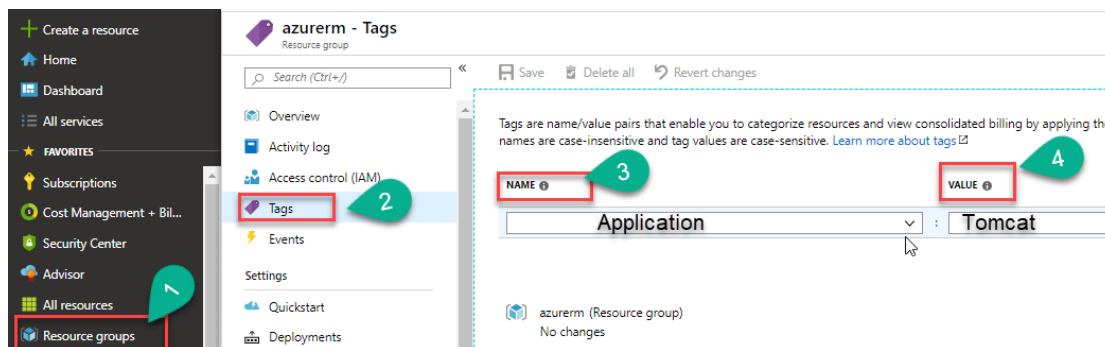 Create a resource
Home
Dashboard
All services
FAVORITES
Subscriptions
Cost Management + Bil...
Security Center
Advisor
All resources
Resource groups
1
azurerm - Tags
Resource group
Search (Ctrl+/)
«
Overview
Activity log
Access control (IAM)
Tags
2
Events
Settings
Quickstart
Deployments
Save Delete all Revert changes
Tags are name/value pairs that enable you to categorize resources and view consolidated billing by applying the
names are case-insensitive and tag values are case-sensitive. Learn more about tags
NAME
3
VALUE
4
Application : Tomcat
azurerm (Resource group)
No changes